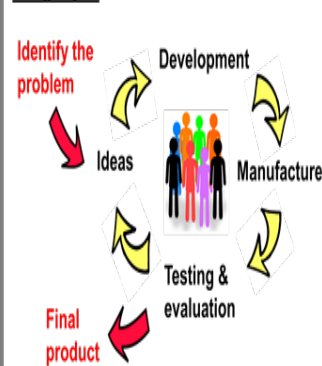 Identify the
problem
Development
Ideas
Manufacture
Testing &
evaluation
Final
product